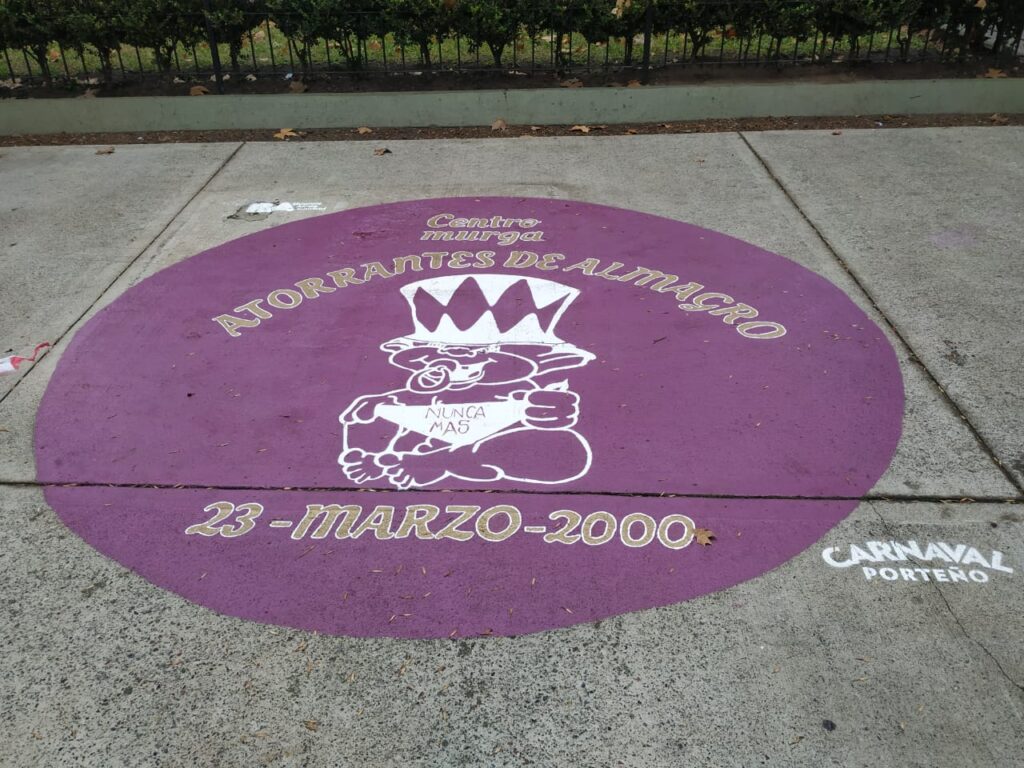 Centro
murga
ATORRANTES DE ALMAGRO
NUNCA
MAS
23-MARZO-2000
CARNAVAL
PORTEÑO